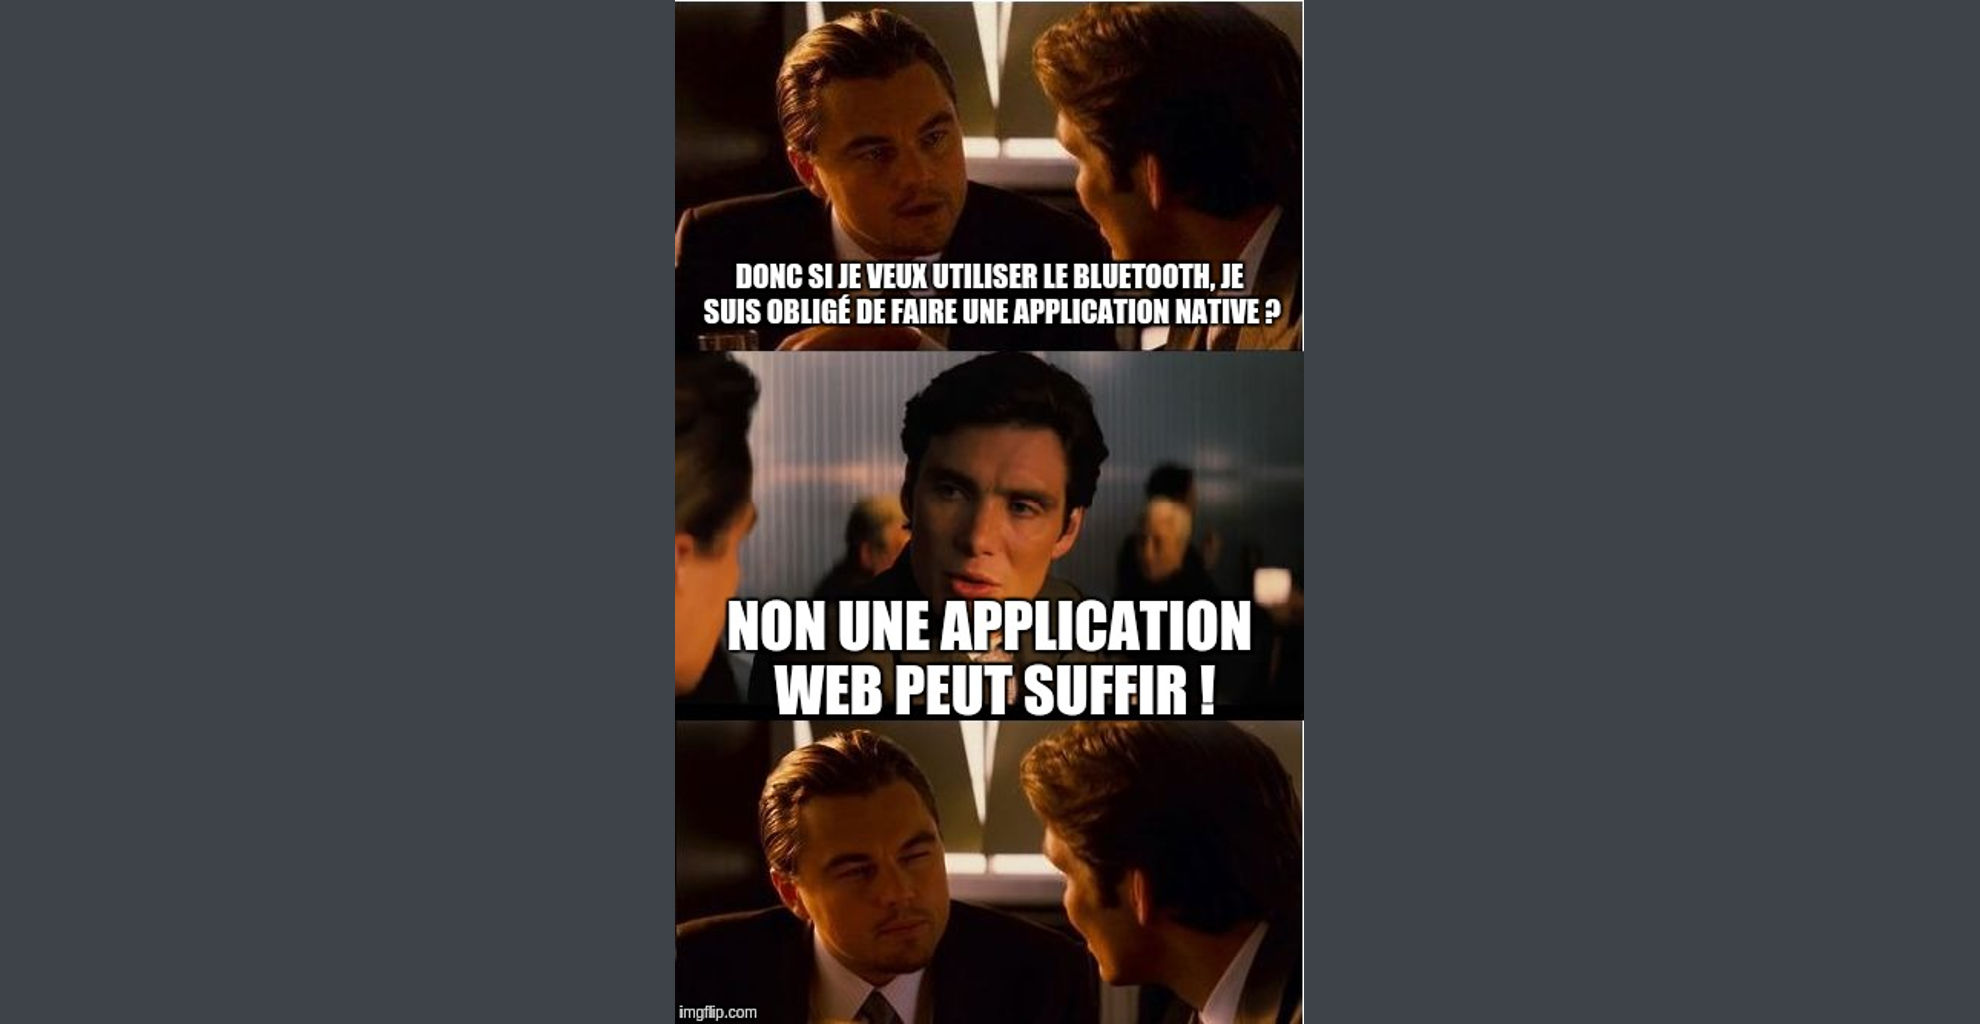 DONC SI JE VEUX UTILISER LE BLUETOOTH, JE
SUIS OBLIGÉ DE FAIRE UNE APPLICATION NATIVE ?
NON UNE APPLICATION
WEB PEUT SUFFIR !
imgflip.com